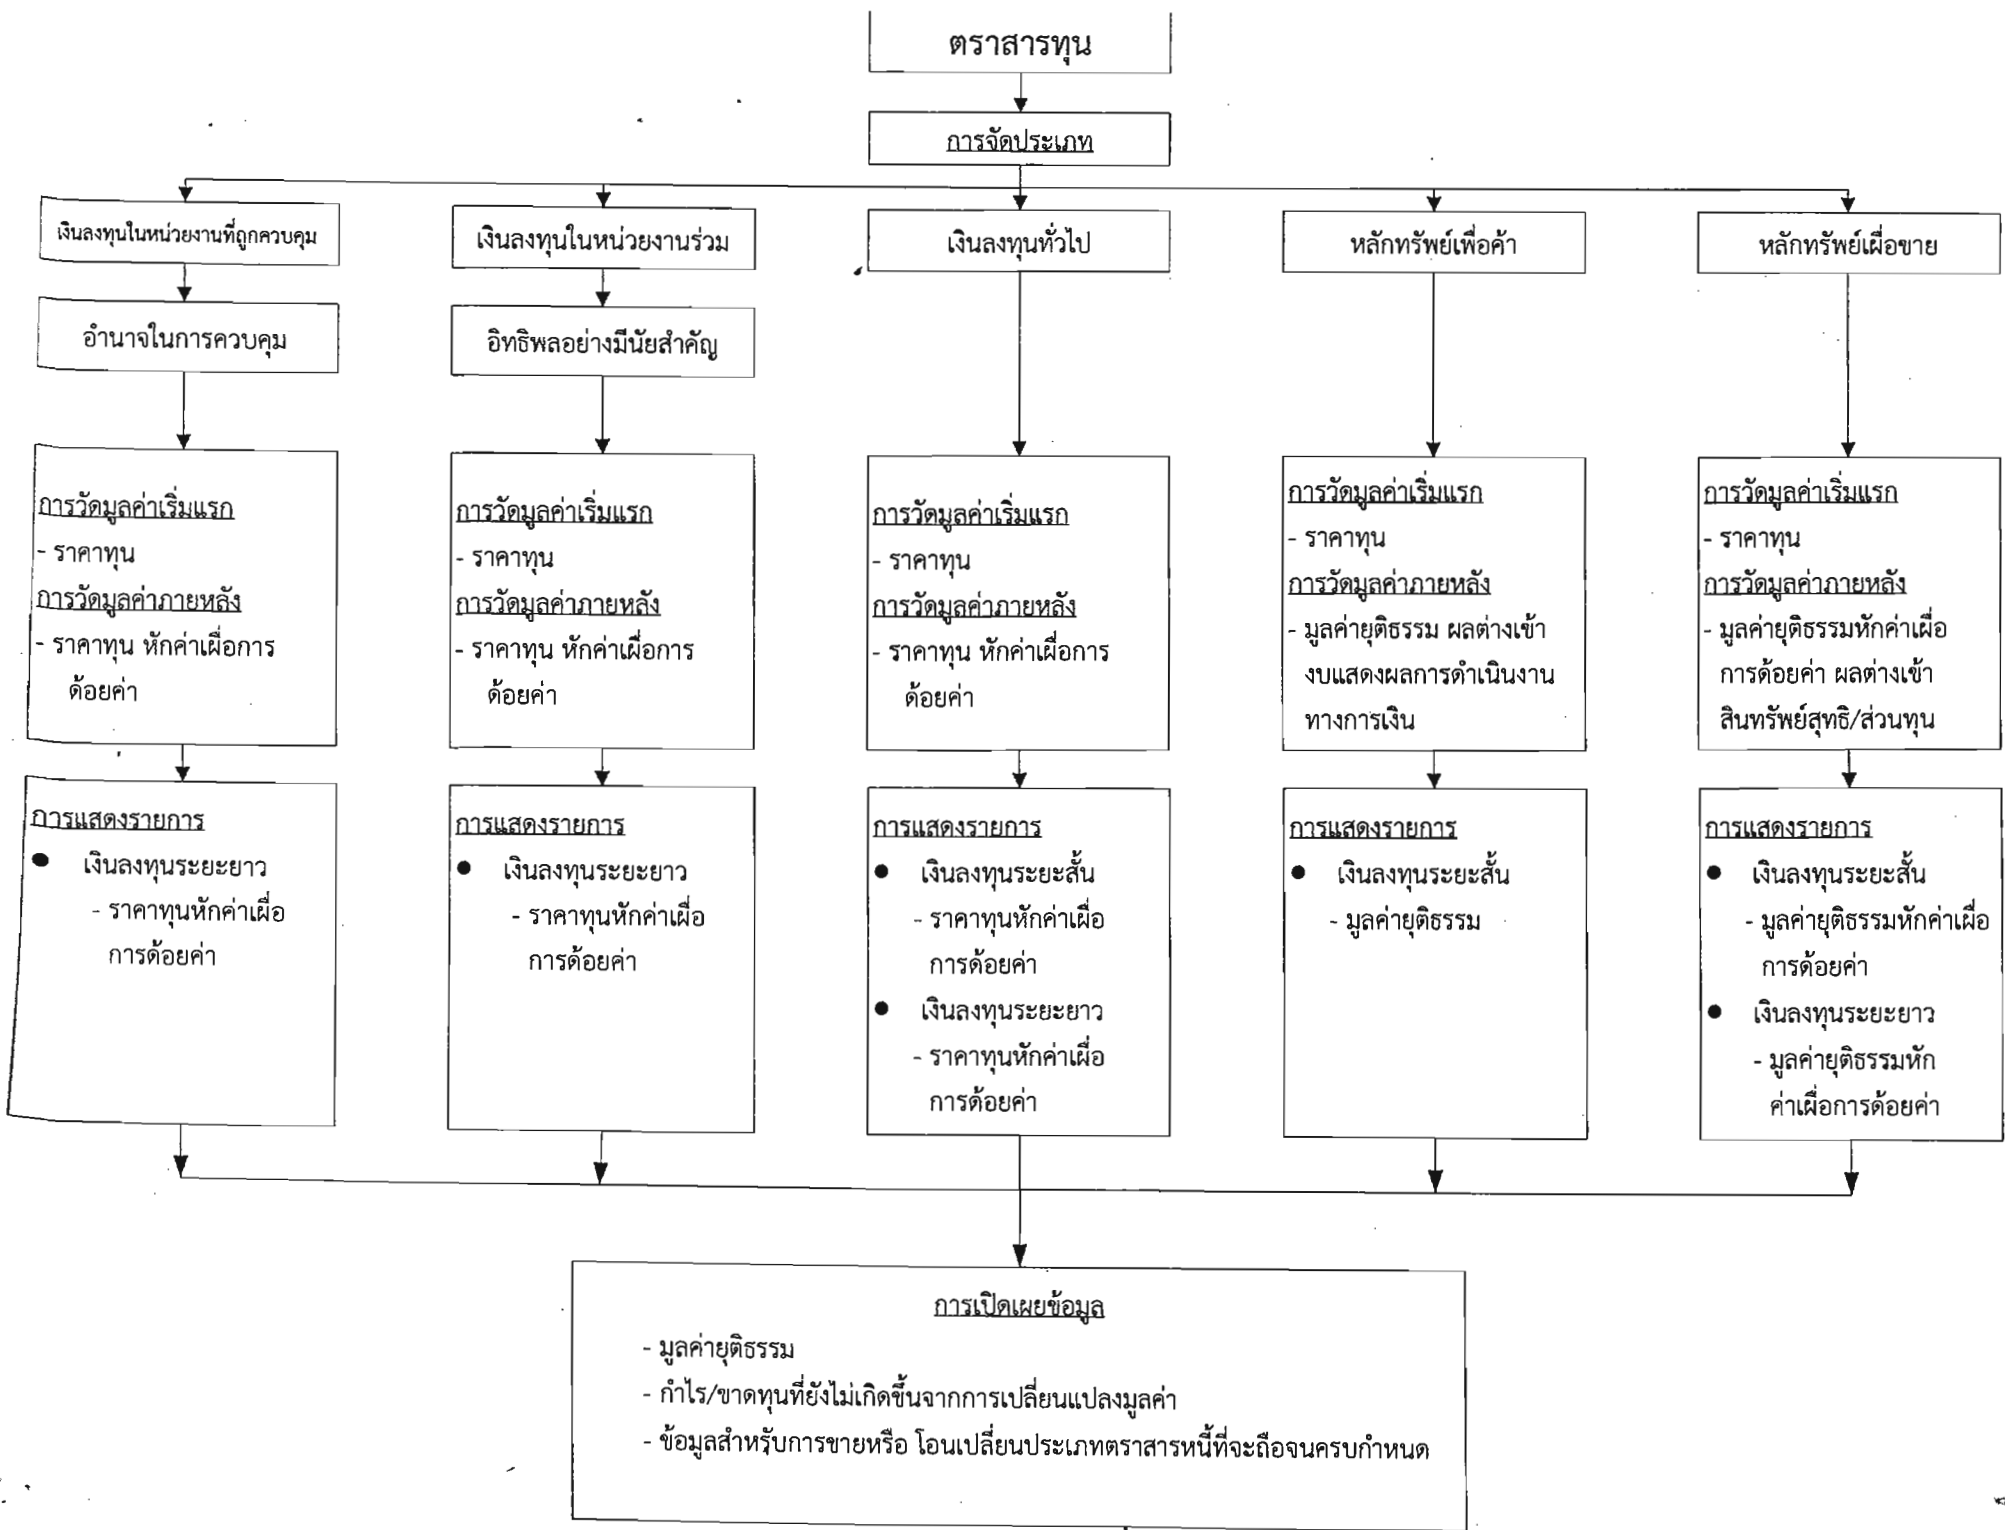 ตราสารทุน
การจัดประเภท
เงินลงทุนในหน่วยงานที่ถูกควบคุม
อำนาจในการควบคุม
การวัดมูลค่าเริ่มแรก
- ราคาทุน
การวัดมูลค่าภายหลัง
- ราคาทุน หักค่าเผื่อการ
ด้อยค่า
การแสดงรายการ
● เงินลงทุนระยะยาว
- ราคาทุนหักค่าเผื่อ
การด้อยค่า
เงินลงทุนในหน่วยงานร่วม
อิทธิพลอย่างมีนัยสำคัญ
การวัดมูลค่าเริ่มแรก
- ราคาทุน
การวัดมูลค่าภายหลัง
- ราคาทุน หักค่าเผื่อการ
ด้อยค่า
การแสดงรายการ
● เงินลงทุนระยะยาว
- ราคาทุนหักค่าเผื่อ
การด้อยค่า
เงินลงทุนทั่วไป
การวัดมูลค่าเริ่มแรก
- ราคาทุน
การวัดมูลค่าภายหลัง
- ราคาทุน หักค่าเผื่อการ
ด้อยค่า
การแสดงรายการ
● เงินลงทุนระยะสั้น
- ราคาทุนหักค่าเผื่อ
การด้อยค่า
● เงินลงทุนระยะยาว
- ราคาทุนหักค่าเผื่อ
การด้อยค่า
หลักทรัพย์เพื่อค้า
การวัดมูลค่าเริ่มแรก
- ราคาทุน
การวัดมูลค่าภายหลัง
- มูลค่ายุติธรรม ผลต่างเข้า
งบแสดงผลการดำเนินงาน
ทางการเงิน
การแสดงรายการ
● เงินลงทุนระยะสั้น
- มูลค่ายุติธรรม
หลักทรัพย์เผื่อขาย
การวัดมูลค่าเริ่มแรก
- ราคาทุน
การวัดมูลค่าภายหลัง
- มูลค่ายุติธรรมหักค่าเผื่อ
การด้อยค่า ผลต่างเข้า
สินทรัพย์สุทธิ/ส่วนทุน
การแสดงรายการ
● เงินลงทุนระยะสั้น
- มูลค่ายุติธรรมหักค่าเผื่อ
การด้อยค่า
● เงินลงทุนระยะยาว
- มูลค่ายุติธรรมหัก
ค่าเผื่อการด้อยค่า
การเปิดเผยข้อมูล
- มูลค่ายุติธรรม
- กำไร/ขาดทุนที่ยังไม่เกิดขึ้นจากการเปลี่ยนแปลงมูลค่า
- ข้อมูลสำหรับการขายหรือ โอนเปลี่ยนประเภทตราสารหนี้ที่จะถือจนครบกำหนด